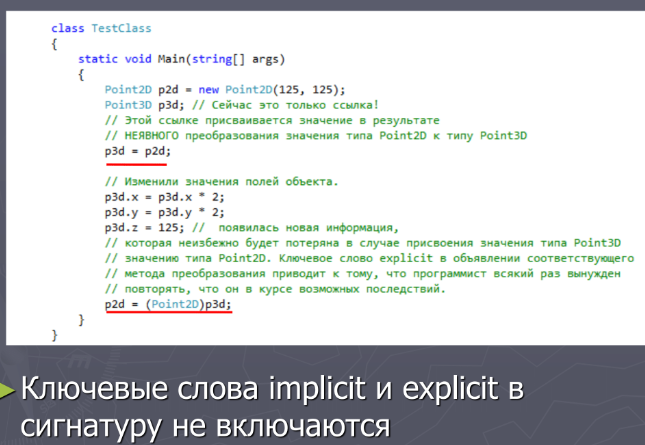 class TestClass
{
static void Main(string[] args)
{
Point2D p2d = new Point2D(125, 125);
Point3D p3d; // Сейчас это только ссылка!
// Этой ссылке присваивается значение в результате
// НЕЯВНОГО преобразования значения типа Point2D к типу Point3D
p3d = p2d;
// Изменили значения полей объекта.
p3d.x = p3d.x * 2;
p3d.y = p3d.y * 2;
p3d.z = 125; // появилась новая информация,
// которая неизбежно будет потеряна в случае присвоения значения типа Point3D
// значению типа Point2D. Ключевое слово explicit в объявлении соответствующего
// метода преобразования приводит к тому, что программист всякий раз вынужден
// повторять, что он в курсе возможных последствий.
p2d = (Point2D)p3d;
}
}
Ключевые слова implicit и explicit в
сигнатуру не включаются